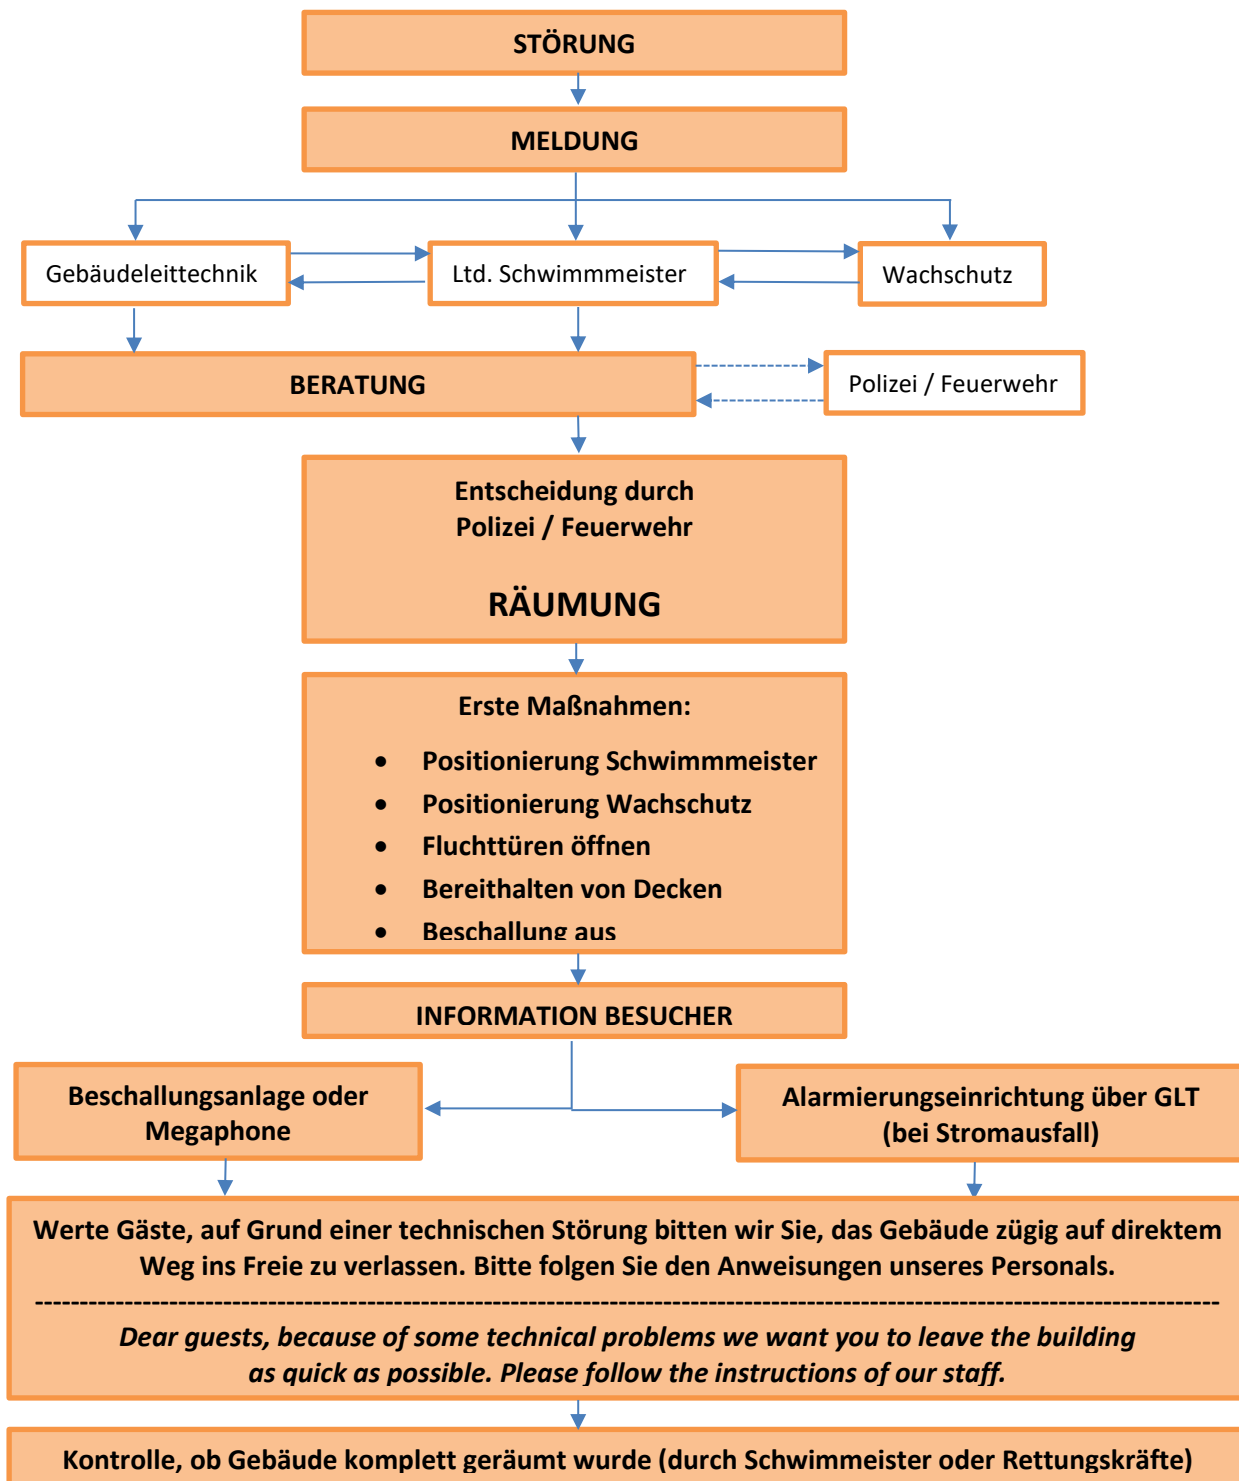 STÖRUNG
MELDUNG
Gebäudeleittechnik
Ltd. Schwimmmeister
Wachschutz
BERATUNG
Polizei / Feuerwehr
Entscheidung durch
Polizei / Feuerwehr
RÄUMUNG
Erste Maßnahmen:
• Positionierung Schwimmmeister
• Positionierung Wachschutz
• Fluchttüren öffnen
• Bereithalten von Decken
• Beschallung aus
INFORMATION BESUCHER
Beschallungsanlage oder
Megaphone
Alarmierungseinrichtung über GLT
(bei Stromausfall)
Werte Gäste, auf Grund einer technischen Störung bitten wir Sie, das Gebäude zügig auf direktem
Weg ins Freie zu verlassen. Bitte folgen Sie den Anweisungen unseres Personals.
Dear guests, because of some technical problems we want you to leave the building
as quick as possible. Please follow the instructions of our staff.
Kontrolle, ob Gebäude komplett geräumt wurde (durch Schwimmeister oder Rettungskräfte)